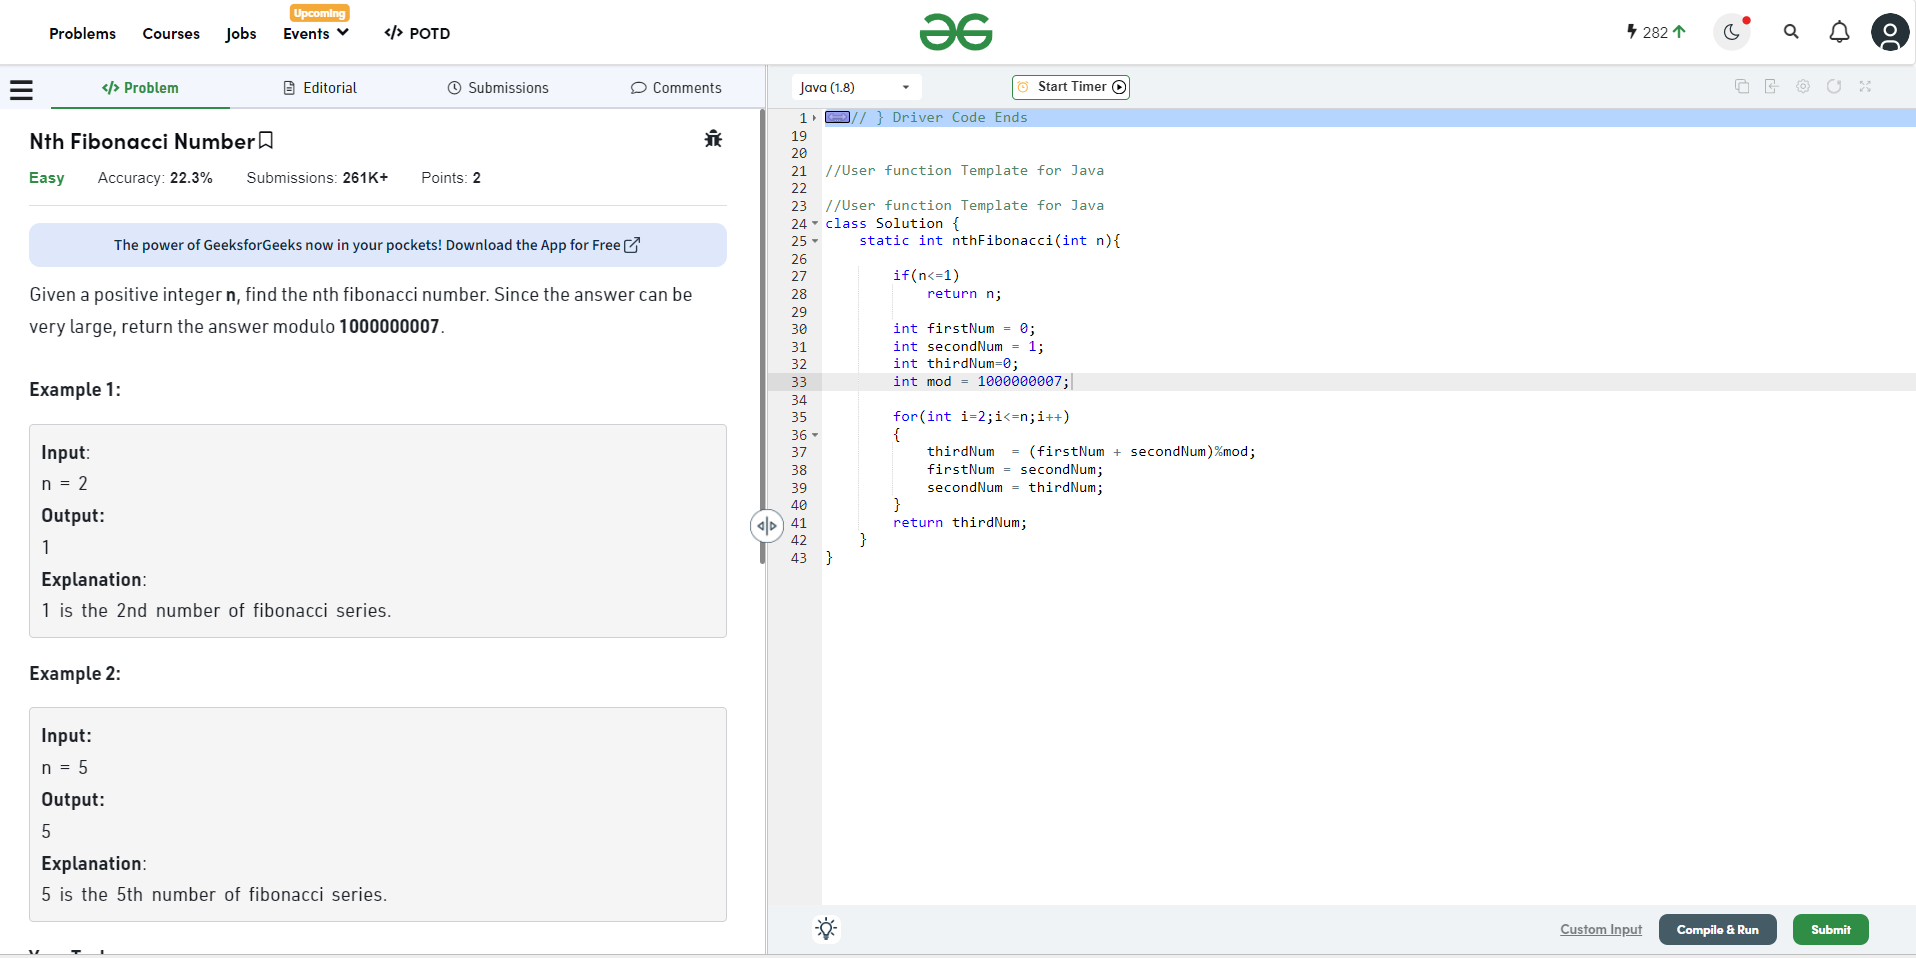 Problems Courses Jobs Events Upcoming </> POTD
282
</> Problem Editorial Submissions Comments
Nth Fibonacci Number
Easy Accuracy: 22.3% Submissions: 261K+ Points: 2
The power of GeeksforGeeks now in your pockets! Download the App for Free
Given a positive integer n, find the nth fibonacci number. Since the answer can be
very large, return the answer modulo 1000000007.
Example 1:
Input:
n = 2
Output:
1
Explanation:
1 is the 2nd number of fibonacci series.
Example 2:
Input:
n = 5
Output:
5
Explanation:
5 is the 5th number of fibonacci series.
Java (1.8) Start Timer
1 // } Driver Code Ends
19
20
21 //User function Template for Java
22
23 //User function Template for Java
24 class Solution {
25 static int nthFibonacci(int n){
26
27 if(n<=1)
28 return n;
29
30 int firstNum = 0;
31 int secondNum = 1;
32 int thirdNum=0;
33 int mod = 1000000007;
34
35 for(int i=2;i<=n;i++)
36 {
37 thirdNum = (firstNum + secondNum)%mod;
38 firstNum = secondNum;
39 secondNum = thirdNum;
40 }
41 return thirdNum;
42 }
43 }
Custom Input Compile & Run Submit